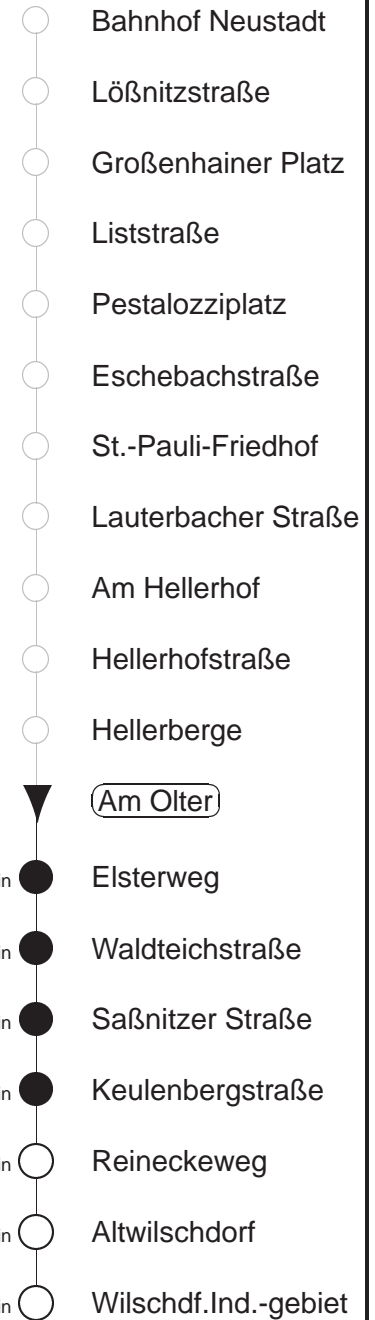 Bahnhof Neustadt
Lößnitzstraße
Großenhainer Platz
Liststraße
Pestalozziplatz
Eschebachstraße
St.-Pauli-Friedhof
Lauterbacher Straße
Am Hellerhof
Hellerhofstraße
Hellerberge
Am Olter
Elsterweg
Waldteichstraße
Saßnitzer Straße
Keulenbergstraße
Reineckeweg
Altwilschdorf
Wilschdf.Ind.-gebiet